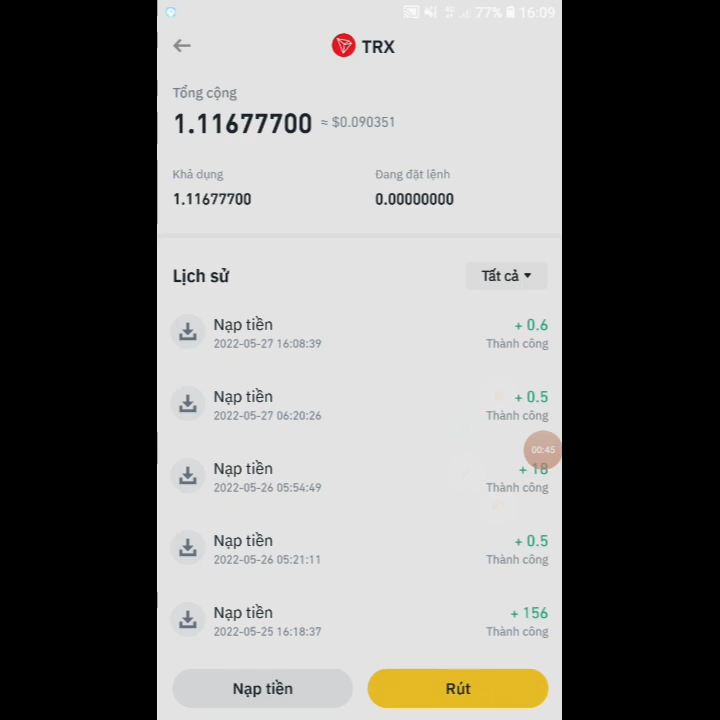 77% 16:09
TRX
Tổng cộng
1.11677700 ≈ $0.090351
Khả dụng Đang đặt lệnh
1.11677700 0.00000000
Lịch sử Tất cả
Nạp tiền + 0.6
2022-05-27 16:08:39 Thành công
Nạp tiền + 0.5
2022-05-27 06:20:26 Thành công
00:45
Nạp tiền + 18
2022-05-26 05:54:49 Thành công
Nạp tiền + 0.5
2022-05-26 05:21:11 Thành công
Nạp tiền + 156
2022-05-25 16:18:37 Thành công
Nạp tiền Rút